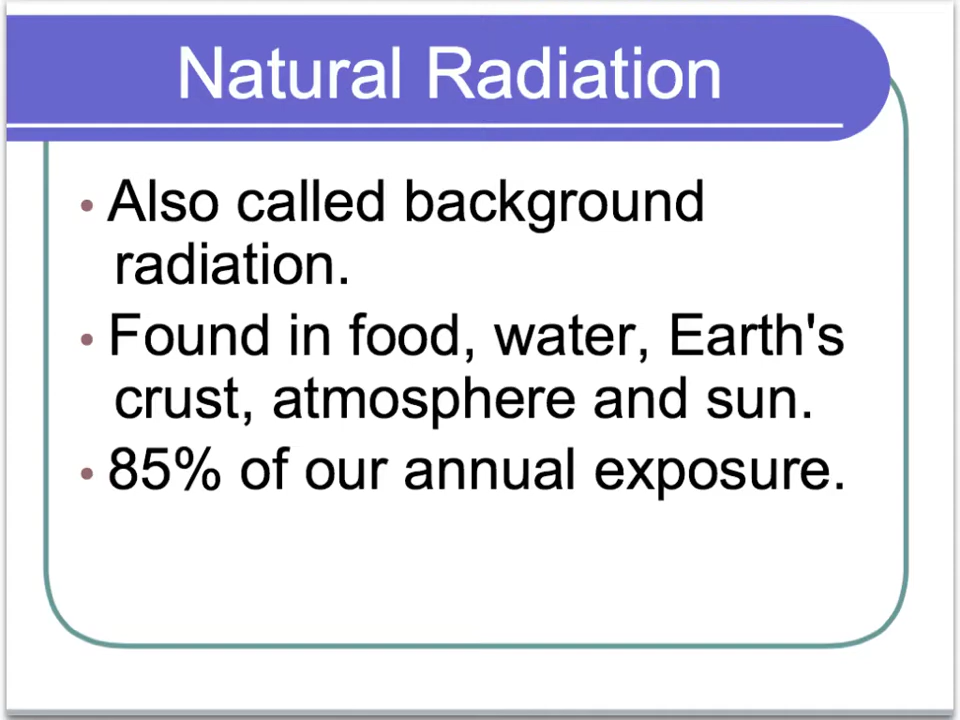 Natural Radiation
• Also called background
radiation.
• Found in food, water, Earth's
crust, atmosphere and sun.
• 85% of our annual exposure.